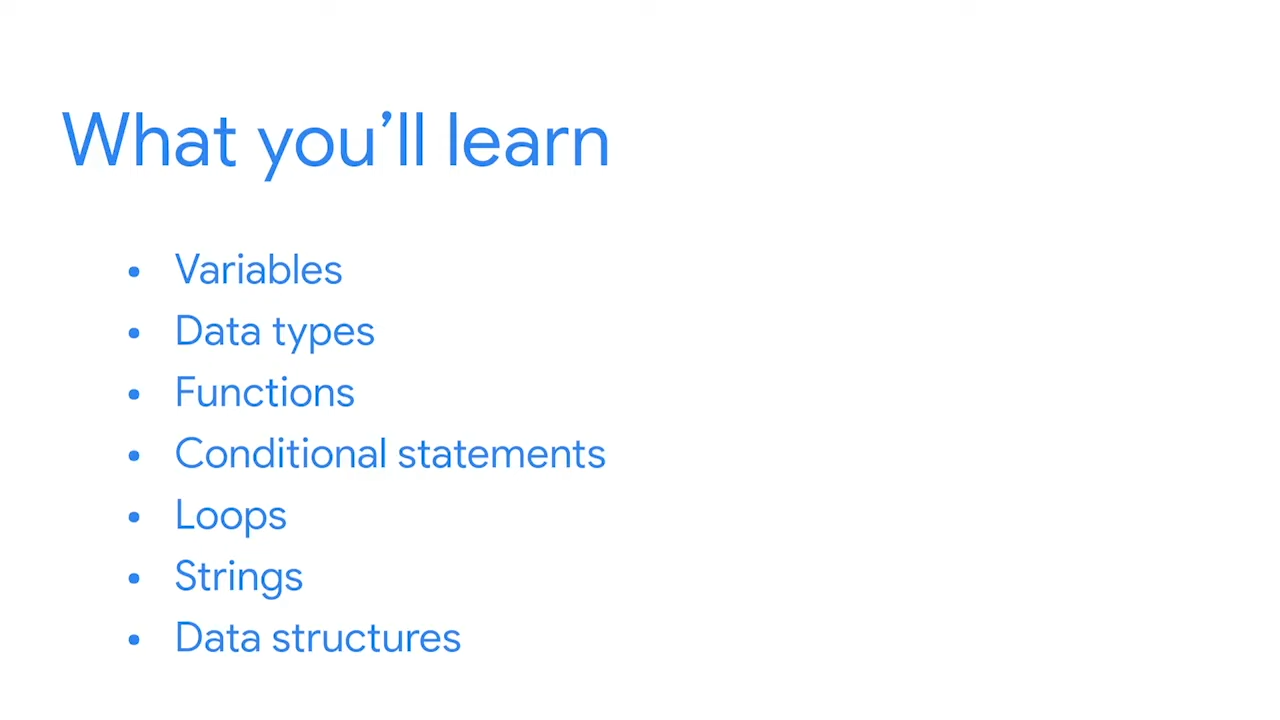 What you’ll learn
• Variables
• Data types
• Functions
• Conditional statements
• Loops
• Strings
• Data structures